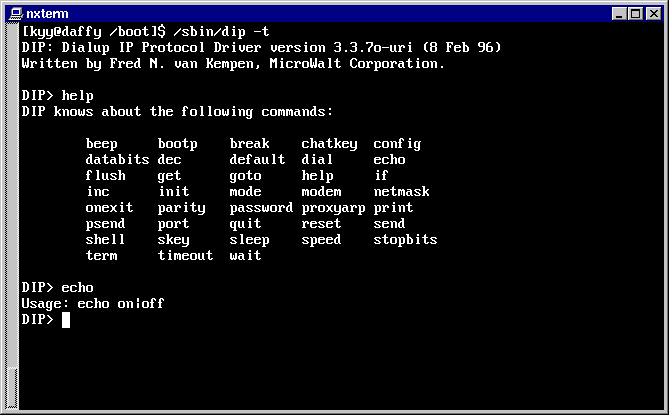 nxterm
[kyy@daffy /boot]$ /sbin/dip -t
DIP: Dialup IP Protocol Driver version 3.3.7o-uri (8 Feb 96)
Written by Fred N. van Kempen, MicroWalt Corporation.
DIP> help
DIP knows about the following commands:
beep bootp break chatkey config
databits dec default dial echo
flush get goto help if
inc init mode modem netmask
onexit parity password proxyarp print
psend port quit reset send
shell skey sleep speed stopbits
term timeout wait
DIP> echo
Usage: echo on|off
DIP>